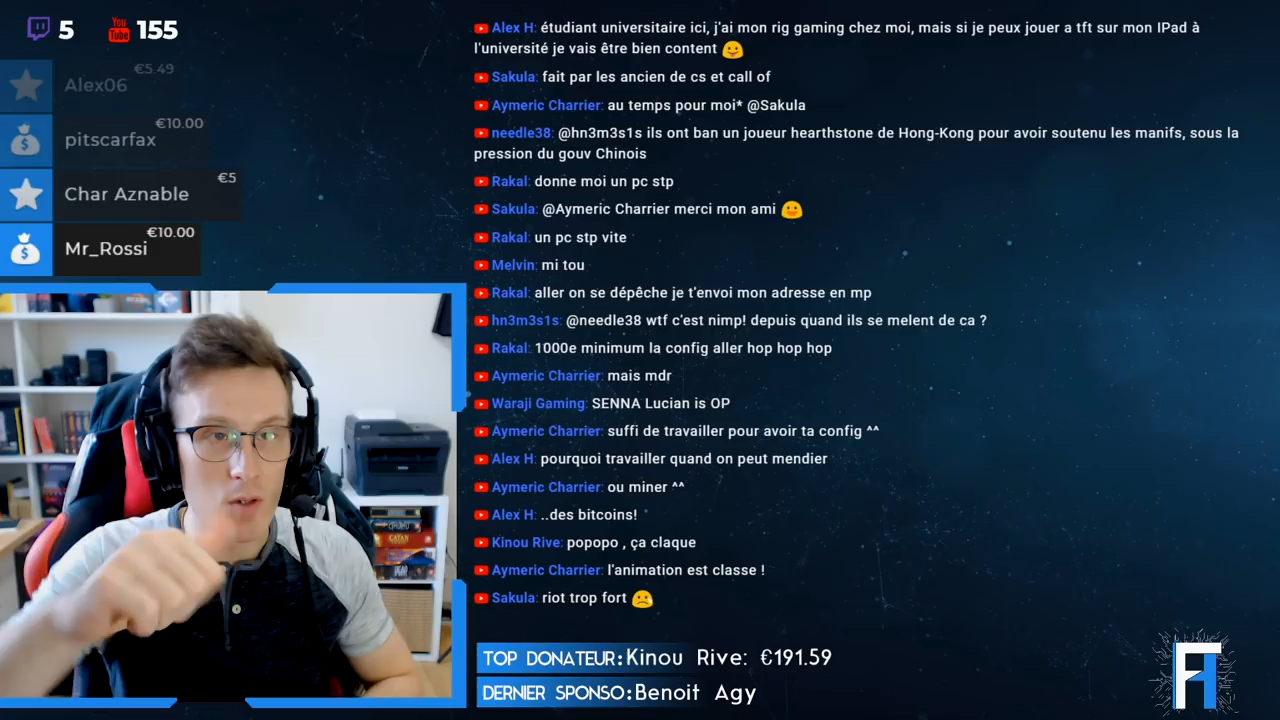 5
You Tube 155
€5.49
Alex06
€10.00
pitscarfax
€5
Char Aznable
€10.00
Mr_Rossi
Alex H: étudiant universitaire ici, j'ai mon rig gaming chez moi, mais si je peux jouer a tft sur mon IPad à
l'université je vais être bien content
Sakula: fait par les ancien de cs et call of
Aymeric Charrier: au temps pour moi* @Sakula
needle38: @hn3m3s1s ils ont ban un joueur hearthstone de Hong-Kong pour avoir soutenu les manifs, sous la
pression du gouv Chinois
Rakal: donne moi un pc stp
Sakula: @Aymeric Charrier merci mon ami
Rakal: un pc stp vite
Melvin: mi tou
Rakal: aller on se dépêche je t'envoi mon adresse en mp
hn3m3s1s: @needle38 wtf c'est nimp! depuis quand ils se melent de ca ?
Rakal: 1000e minimum la config aller hop hop hop
Aymeric Charrier: mais mdr
Waraji Gaming: SENNA Lucian is OP
Aymeric Charrier: suffi de travailler pour avoir ta config ^^
Alex H: pourquoi travailler quand on peut mendier
Aymeric Charrier: ou miner ^^
Alex H: ..des bitcoins!
Kinou Rive: popopo , ça claque
Aymeric Charrier: l'animation est classe !
Sakula: riot trop fort
CATAN
TOP DONATEUR:Kinou Rive: €191.59
DERNIER SPONSO:Benoit Agy